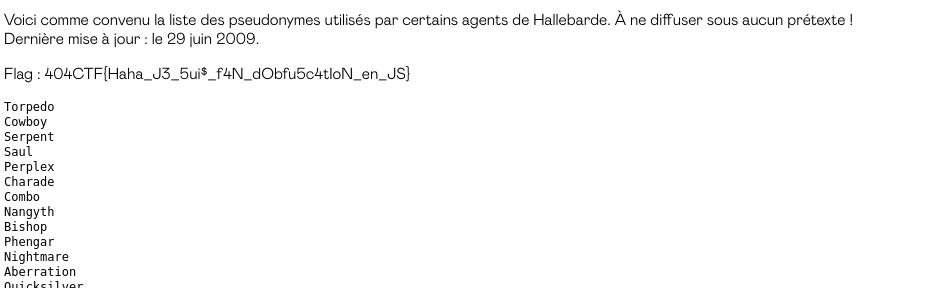 Voici comme convenu la liste des pseudonymes utilisés par certains agents de Hallebarde. À ne diffuser sous aucun prétexte !
Dernière mise à jour : le 29 juin 2009.
Flag : 404CTF{Haha_J3_5ui$_f4N_dObfu5c4tIoN_en_JS}
Torpedo
Cowboy
Serpent
Saul
Perplex
Charade
Combo
Nangyth
Bishop
Phengar
Nightmare
Aberration
Quicksilver